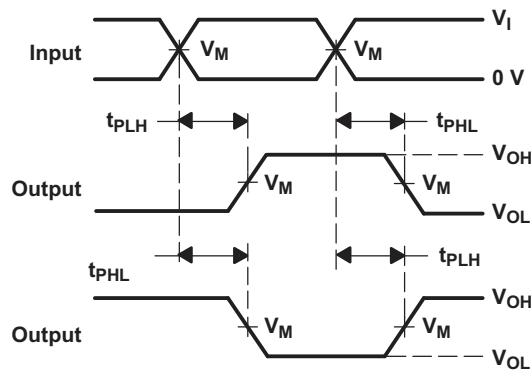 V_I
Input
V_M
V_M
0 V
t_PLH
t_PHL
V_OH
Output
V_M
V_M
V_OL
t_PHL
t_PLH
V_OH
Output
V_M
V_M
V_OL